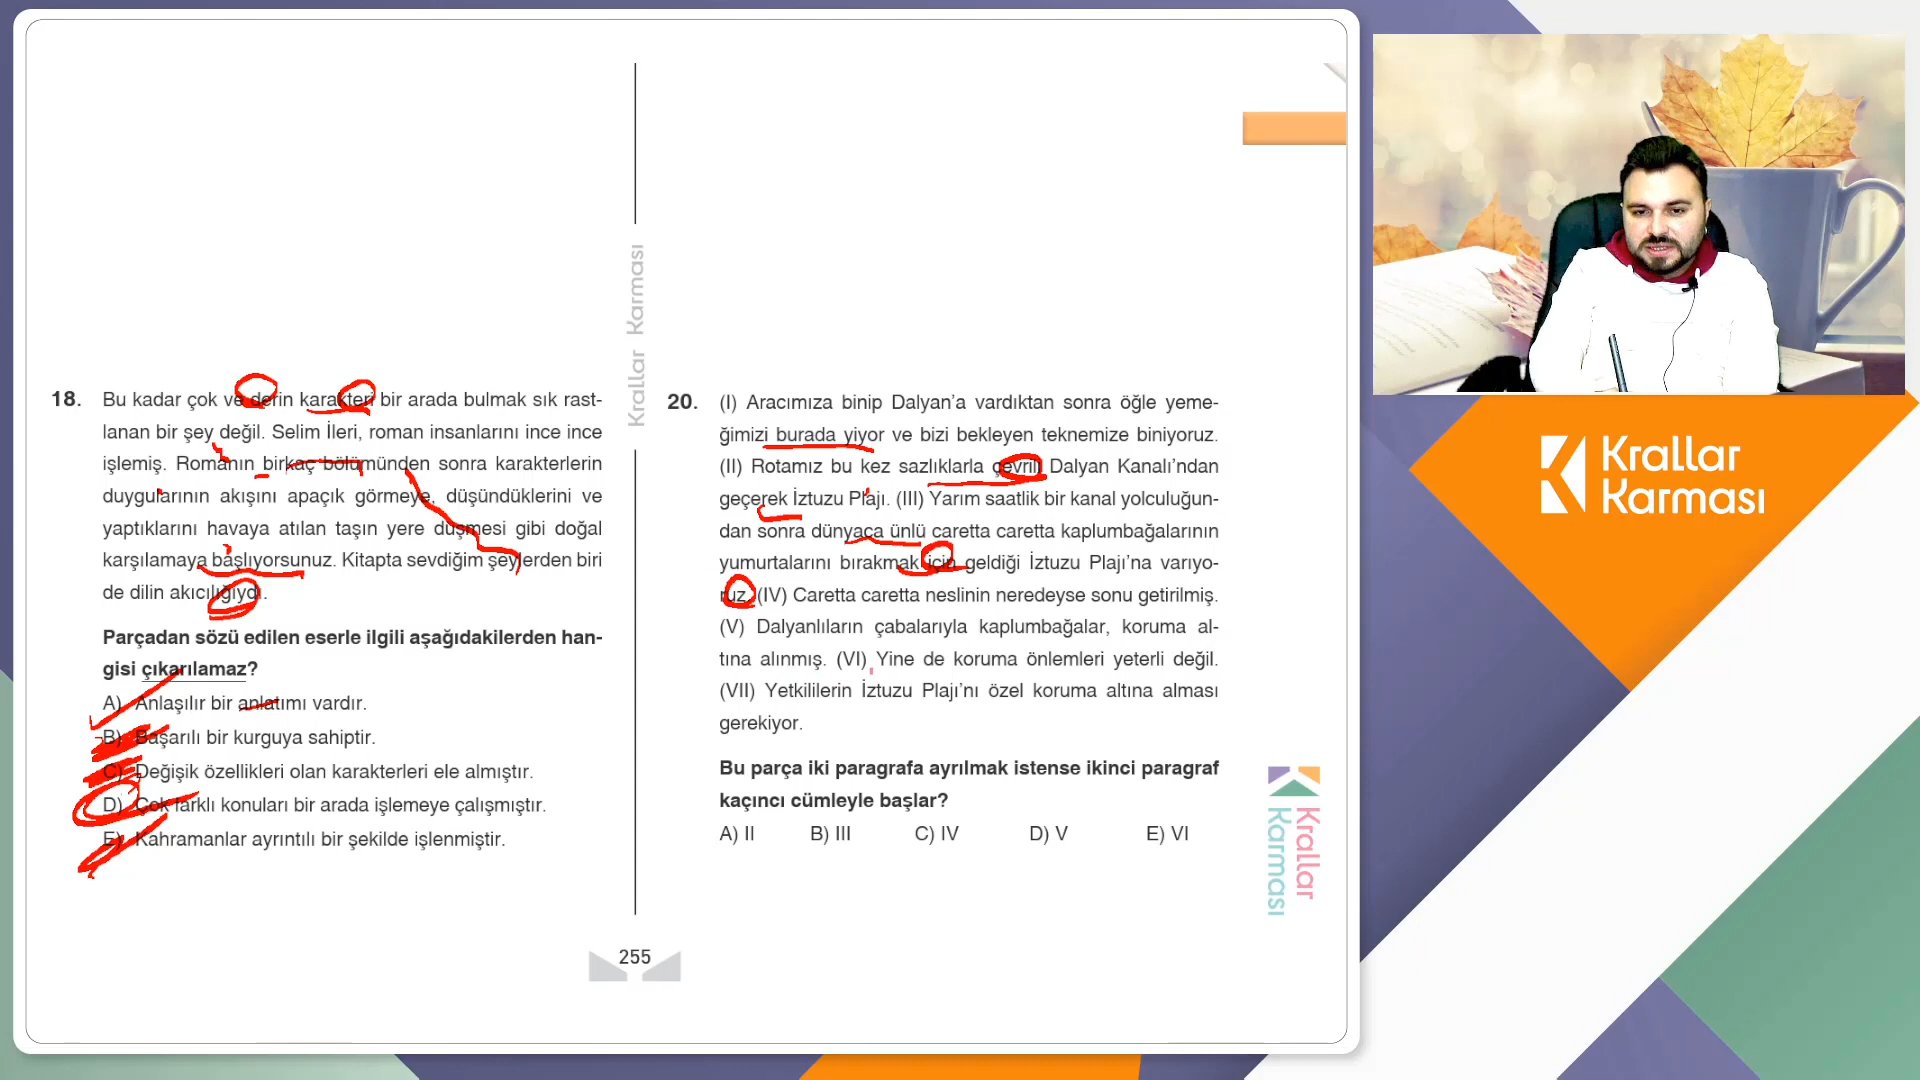 18. Bu kadar çok ve derin karakteri bir arada bulmak sık rast-
lanan bir şey değil. Selim İleri, roman insanlarını ince ince
işlemiş. Romanın birkaç bölümünden sonra karakterlerin
duygularının akışını apaçık görmeye, düşündüklerini ve
yaptıklarını havaya atılan taşın yere düşmesi gibi doğal
karşılamaya başlıyorsunuz. Kitapta sevdiğim şeylerden biri
de dilin akıcılığıydı.
Parçadan sözü edilen eserle ilgili aşağıdakilerden han-
gisi çıkarılamaz?
A) Anlaşılır bir anlatımı vardır.
B) Başarılı bir kurguya sahiptir.
C) Değişik özellikleri olan karakterleri ele almıştır.
D) Çok farklı konuları bir arada işlemeye çalışmıştır.
E) Kahramanlar ayrıntılı bir şekilde işlenmiştir.
Krallar Karması
20. (I) Aracımıza binip Dalyan’a vardıktan sonra öğle yeme-
ğimizi burada yiyor ve bizi bekleyen teknemize biniyoruz.
(II) Rotamız bu kez sazlıklarla çevrili Dalyan Kanalı’ndan
geçerek İztuzu Plajı. (III) Yarım saatlik bir kanal yolculuğun-
dan sonra dünyaca ünlü caretta caretta kaplumbağalarının
yumurtalarını bırakmak için geldiği İztuzu Plajı’na varıyo-
ruz. (IV) Caretta caretta neslinin neredeyse sonu getirilmiş.
(V) Dalyanlıların çabalarıyla kaplumbağalar, koruma al-
tına alınmış. (VI) Yine de koruma önlemleri yeterli değil.
(VII) Yetkililerin İztuzu Plajı’nı özel koruma altına alması
gerekiyor.
Bu parça iki paragrafa ayrılmak istense ikinci paragraf
kaçıncı cümleyle başlar?
A) II B) III C) IV D) V E) VI
Krallar
Karması
255
Krallar
Karması